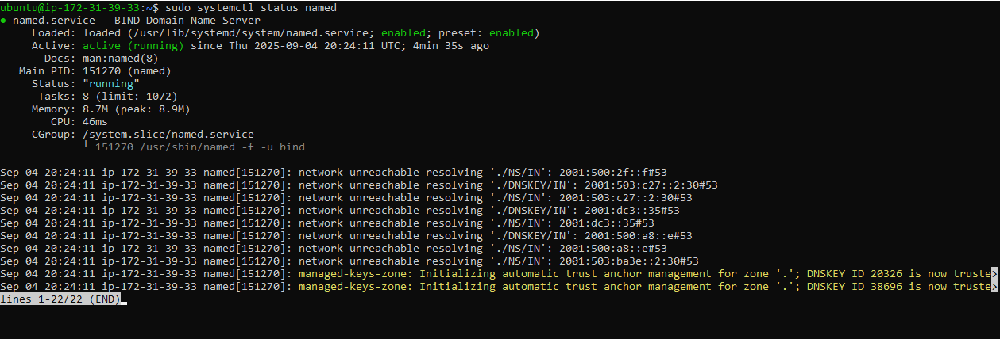 ubuntu@ip-172-31-39-33:~$ sudo systemctl status named
● named.service - BIND Domain Name Server
     Loaded: loaded (/usr/lib/systemd/system/named.service; enabled; preset: enabled)
     Active: active (running) since Thu 2025-09-04 20:24:11 UTC; 4min 35s ago
       Docs: man:named(8)
   Main PID: 151270 (named)
     Status: "running"
      Tasks: 8 (limit: 1072)
     Memory: 8.7M (peak: 8.9M)
        CPU: 46ms
     CGroup: /system.slice/named.service
             └─151270 /usr/sbin/named -f -u bind

Sep 04 20:24:11 ip-172-31-39-33 named[151270]: network unreachable resolving './NS/IN': 2001:500:2f::f#53
Sep 04 20:24:11 ip-172-31-39-33 named[151270]: network unreachable resolving './DNSKEY/IN': 2001:503:c27::2:30#53
Sep 04 20:24:11 ip-172-31-39-33 named[151270]: network unreachable resolving './NS/IN': 2001:503:c27::2:30#53
Sep 04 20:24:11 ip-172-31-39-33 named[151270]: network unreachable resolving './DNSKEY/IN': 2001:dc3::35#53
Sep 04 20:24:11 ip-172-31-39-33 named[151270]: network unreachable resolving './NS/IN': 2001:dc3::35#53
Sep 04 20:24:11 ip-172-31-39-33 named[151270]: network unreachable resolving './DNSKEY/IN': 2001:500:a8::e#53
Sep 04 20:24:11 ip-172-31-39-33 named[151270]: network unreachable resolving './NS/IN': 2001:500:a8::e#53
Sep 04 20:24:11 ip-172-31-39-33 named[151270]: network unreachable resolving './NS/IN': 2001:503:ba3e::2:30#53
Sep 04 20:24:11 ip-172-31-39-33 named[151270]: managed-keys-zone: Initializing automatic trust anchor management for zone '.'; DNSKEY ID 20326 is now truste>
Sep 04 20:24:11 ip-172-31-39-33 named[151270]: managed-keys-zone: Initializing automatic trust anchor management for zone '.'; DNSKEY ID 38696 is now truste>
lines 1-22/22 (END)